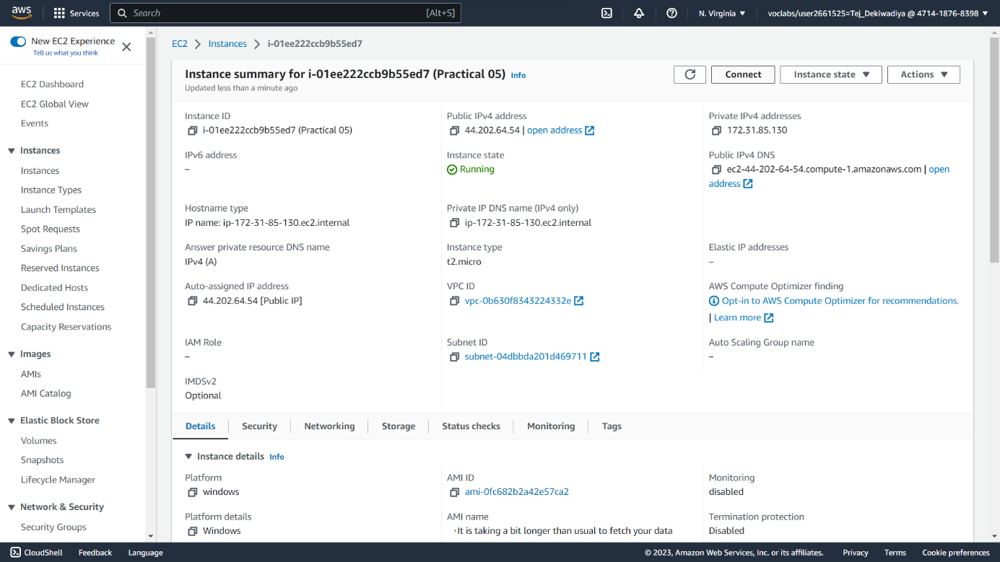 aws
Services
Search
[Alt+S]
N. Virginia
voclabs/user2661525=Tej_Dekiwadiya @ 4714-1876-8398
New EC2 Experience
Tell us what you think
EC2 Dashboard
EC2 Global View
Events
Instances
Instances
Instance Types
Launch Templates
Spot Requests
Savings Plans
Reserved Instances
Dedicated Hosts
Scheduled Instances
Capacity Reservations
Images
AMIs
AMI Catalog
Elastic Block Store
Volumes
Snapshots
Lifecycle Manager
Network & Security
Security Groups
EC2
Instances
i-01ee222ccb9b55ed7
Instance summary for i-01ee222ccb9b55ed7 (Practical 05) Info
Updated less than a minute ago
Connect
Instance state
Actions
Instance ID
i-01ee222ccb9b55ed7 (Practical 05)
Public IPv4 address
44.202.64.54 | open address
Private IPv4 addresses
172.31.85.130
IPv6 address
–
Instance state
Running
Public IPv4 DNS
ec2-44-202-64-54.compute-1.amazonaws.com | open
address
Hostname type
IP name: ip-172-31-85-130.ec2.internal
Private IP DNS name (IPv4 only)
ip-172-31-85-130.ec2.internal
Answer private resource DNS name
IPv4 (A)
Instance type
t2.micro
Elastic IP addresses
–
Auto-assigned IP address
44.202.64.54 [Public IP]
VPC ID
vpc-0b630f8343224332e
AWS Compute Optimizer finding
Opt-in to AWS Compute Optimizer for recommendations.
| Learn more
IAM Role
–
Subnet ID
subnet-04dbbda201d469711
Auto Scaling Group name
–
IMDSv2
Optional
Details
Security
Networking
Storage
Status checks
Monitoring
Tags
Instance details Info
Platform
windows
AMI ID
ami-0fc682b2a42e57ca2
Monitoring
disabled
Platform details
Windows
AMI name
It is taking a bit longer than usual to fetch your data
Termination protection
Disabled
CloudShell
Feedback
Language
© 2023, Amazon Web Services, Inc. or its affiliates.
Privacy
Terms
Cookie preferences